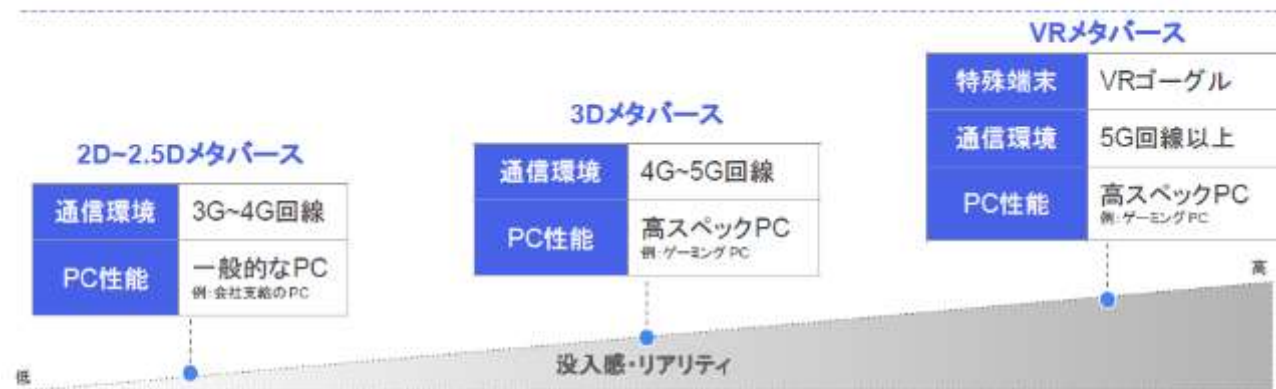 2D~2.5Dメタバース
通信環境 3G~4G回線
PC性能 一般的なPC
例:会社支給のPC
3Dメタバース
通信環境 4G~5G回線
PC性能 高スペックPC
例:ゲーミングPC
VRメタバース
特殊端末 VRゴーグル
通信環境 5G回線以上
PC性能 高スペックPC
例:ゲーミングPC
低
没入感・リアリティ
高